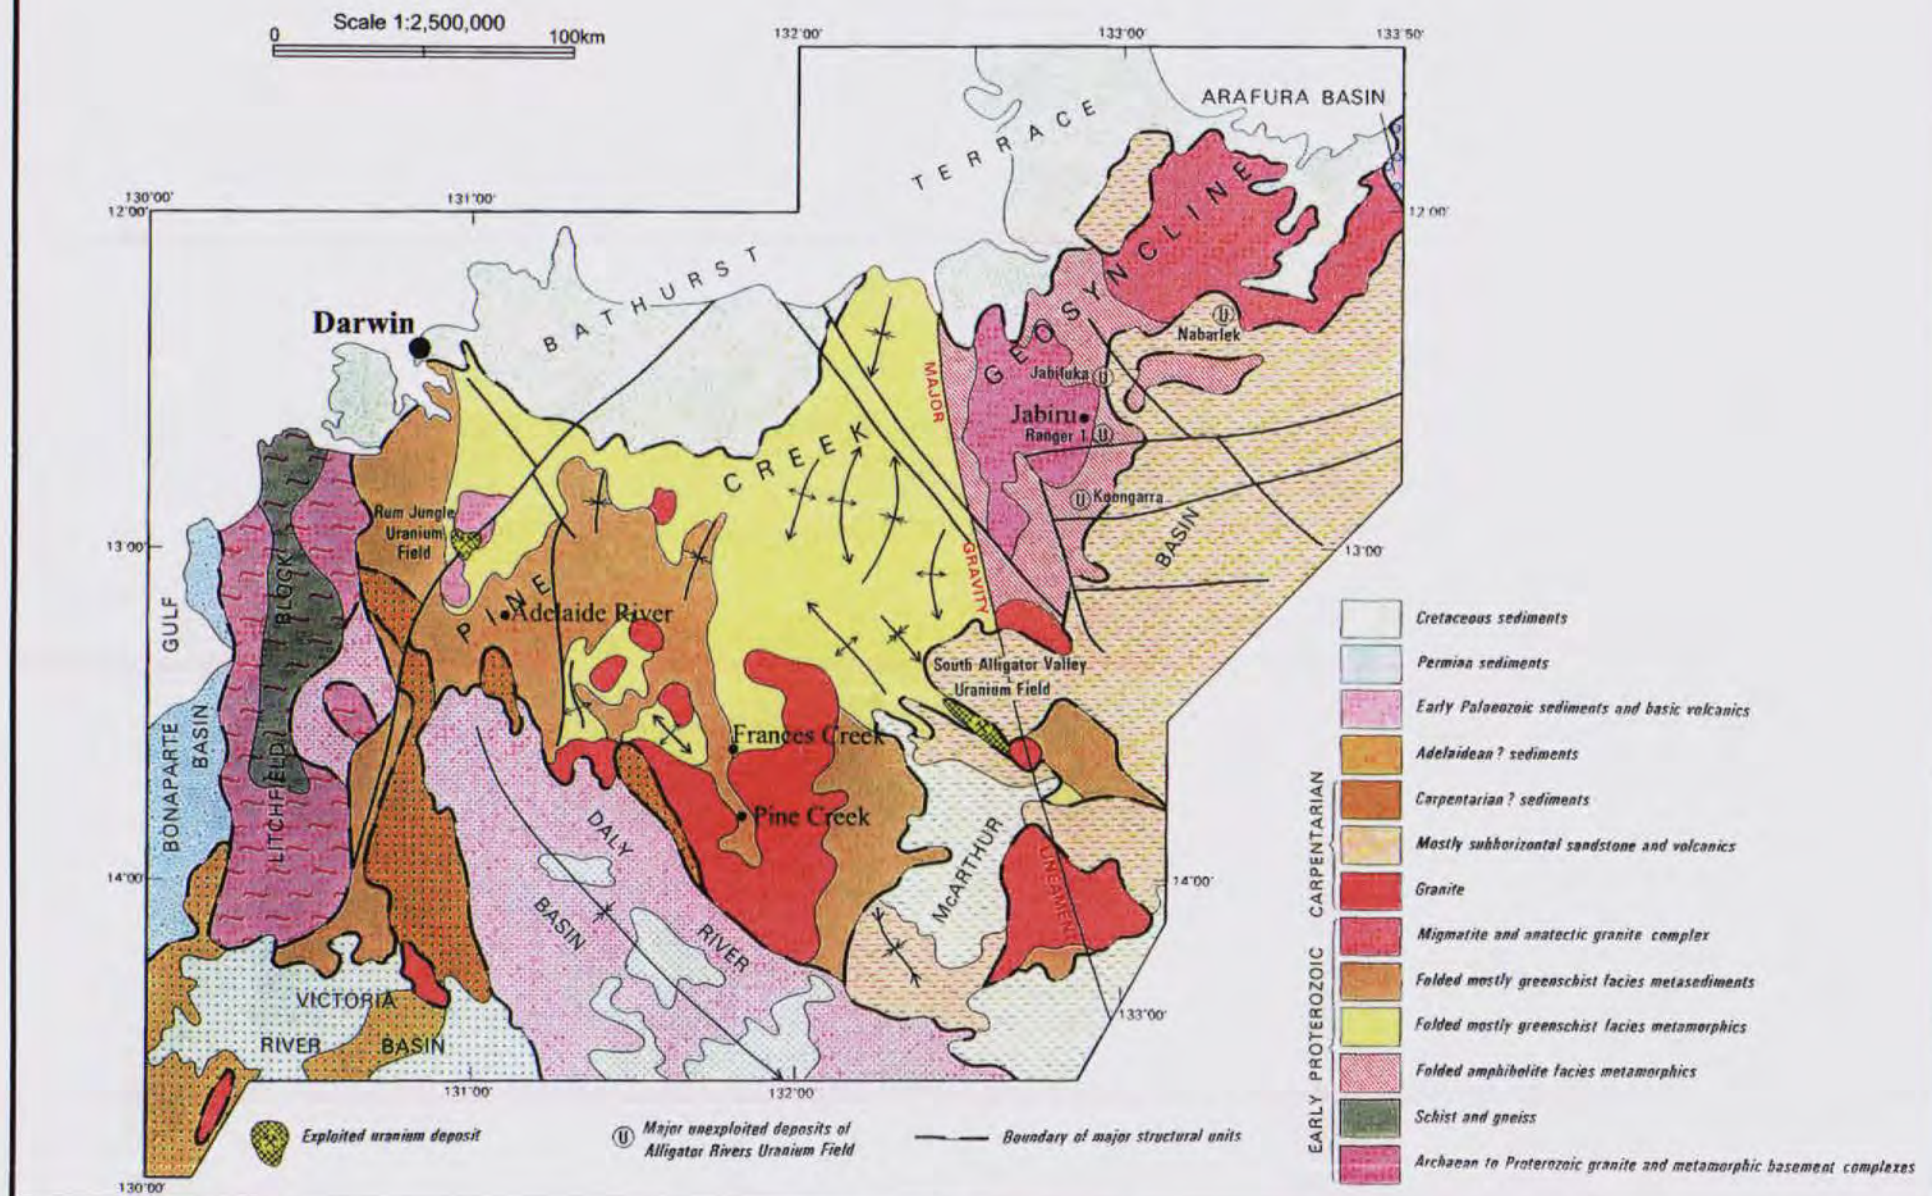 Scale 1:2,500,000
0 100km
132°00' 133°00' 133°50'
ARAFURA BASIN
TERRACE
130°00' 131°00'
12°00' 12°00'
BATHURST
GEOSYNCLINE
Darwin
Nabarlek
U
MAJOR
Jabiluka U
Jabiru
Ranger 1 U
CREEK
U Koongarra
Rum Jungle
Uranium
Field
13°00' 13°00'
BASIN
GRAVITY
BLOCK
GULF
PINE
Adelaide River
South Alligator Valley
Uranium Field
BONAPARTE
BASIN
LITCHFIELD
Frances Creek
Pine Creek
DALY
McARTHUR
LINEAMENT
14°00' 14°00'
BASIN
RIVER
VICTORIA
RIVER BASIN
133°00'
131°00' 132°00'
130°00'
Exploited uranium deposit
U Major unexploited deposits of
Alligator Rivers Uranium Field
Boundary of major structural units
Cretaceous sediments
Permian sediments
Early Palaeozoic sediments and basic volcanics
Adelaidean ? sediments
Carpentarian ? sediments
Mostly subhorizontal sandstone and volcanics
Granite
Migmatite and anatectic granite complex
Folded mostly greenschist facies metasediments
Folded mostly greenschist facies metamorphics
Folded amphibolite facies metamorphics
Schist and gneiss
Archaean to Proterozoic granite and metamorphic basement complexes
CARPENTARIAN
EARLY PROTEROZOIC